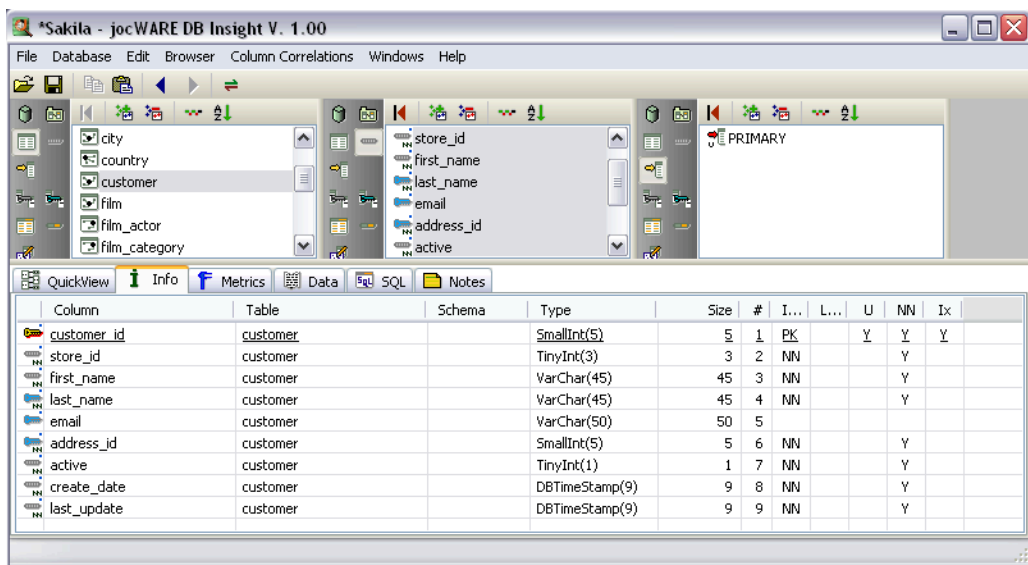 *Sakila - jocWARE DB Insight V. 1.00
File Database Edit Browser Column Correlations Windows Help
city
country
customer
film
film_actor
film_category
store_id
first_name
last_name
email
address_id
active
PRIMARY
QuickView Info Metrics Data SQL SQL Notes
Column Table Schema Type Size # I... L... U NN Ix
customer_id customer SmallInt(5) 5 1 PK Y Y Y
store_id customer TinyInt(3) 3 2 NN Y
first_name customer VarChar(45) 45 3 NN Y
last_name customer VarChar(45) 45 4 NN Y
email customer VarChar(50) 50 5
address_id customer SmallInt(5) 5 6 NN Y
active customer TinyInt(1) 1 7 NN Y
create_date customer DBTimeStamp(9) 9 8 NN Y
last_update customer DBTimeStamp(9) 9 9 NN Y